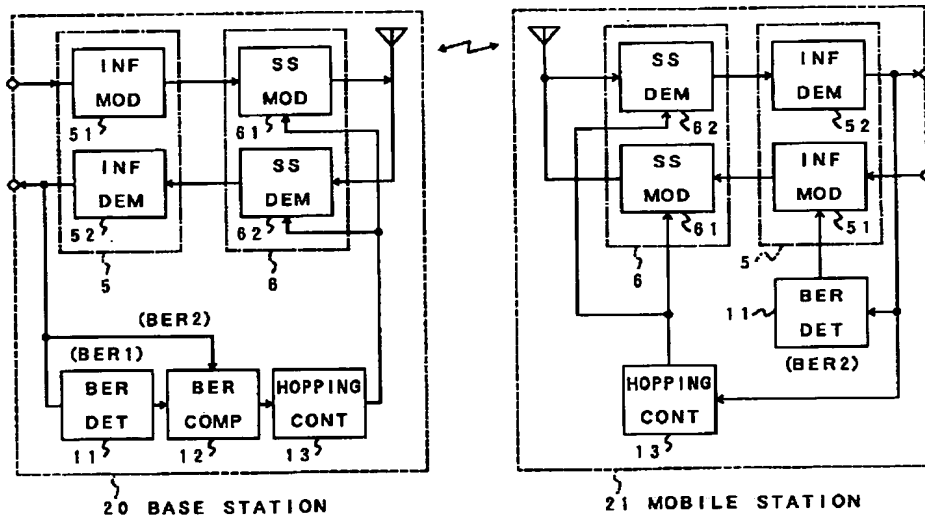 INF
MOD
51
SS
MOD
61
INF
DEM
52
SS
DEM
62
5
6
(BER2)
(BER1)
BER
DET
11
BER
COMP
12
HOPPING
CONT
13
20 BASE STATION
SS
DEM
62
INF
DEM
52
SS
MOD
61
INF
MOD
51
6
5
11
BER
DET
(BER2)
HOPPING
CONT
13
21 MOBILE STATION